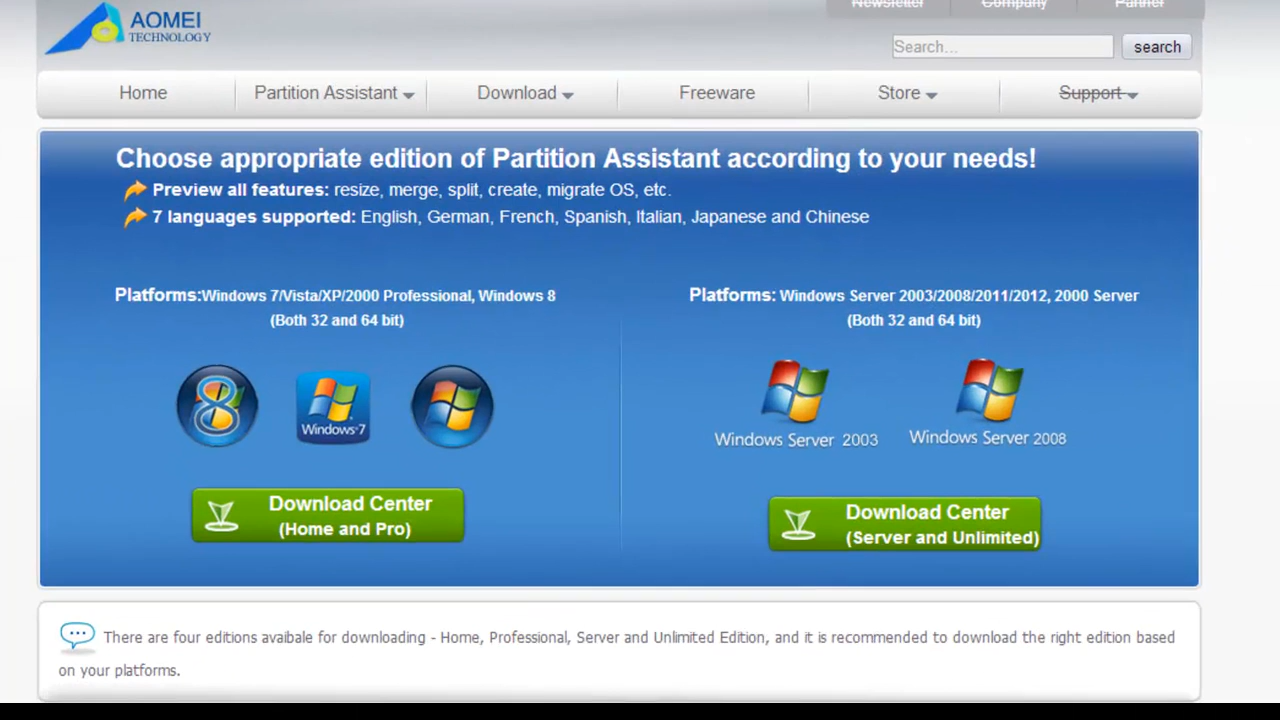 Newsletter Company Partner
AOMEI
TECHNOLOGY
Search... search
Home Partition Assistant Download Freeware Store Support
Choose appropriate edition of Partition Assistant according to your needs!
Preview all features: resize, merge, split, create, migrate OS, etc.
7 languages supported: English, German, French, Spanish, Italian, Japanese and Chinese
Platforms:Windows 7/Vista/XP/2000 Professional, Windows 8
(Both 32 and 64 bit)
Windows 7
Download Center
(Home and Pro)
Platforms: Windows Server 2003/2008/2011/2012, 2000 Server
(Both 32 and 64 bit)
Windows Server 2003 Windows Server 2008
Download Center
(Server and Unlimited)
There are four editions avaibale for downloading - Home, Professional, Server and Unlimited Edition, and it is recommended to download the right edition based
on your platforms.